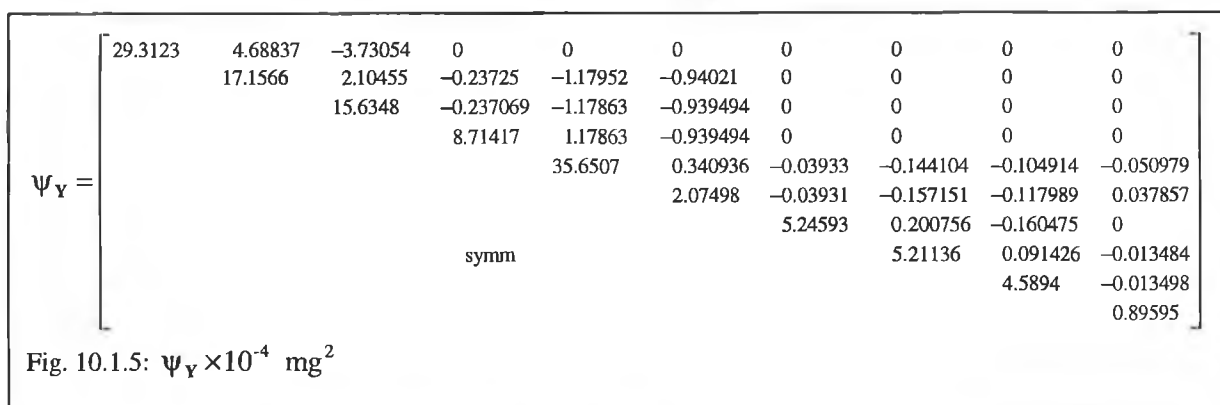 29.3123 4.68837 –3.73054 0 0 0 0 0 0 0
17.1566 2.10455 –0.23725 –1.17952 –0.94021 0 0 0 0
15.6348 –0.237069 –1.17863 –0.939494 0 0 0 0
8.71417 1.17863 –0.939494 0 0 0 0
ψY = 35.6507 0.340936 –0.03933 –0.144104 –0.104914 –0.050979
2.07498 –0.03931 –0.157151 –0.117989 0.037857
5.24593 0.200756 –0.160475 0
symm 5.21136 0.091426 –0.013484
4.5894 –0.013498
0.89595
Fig. 10.1.5: ψY ×10⁻⁴ mg²